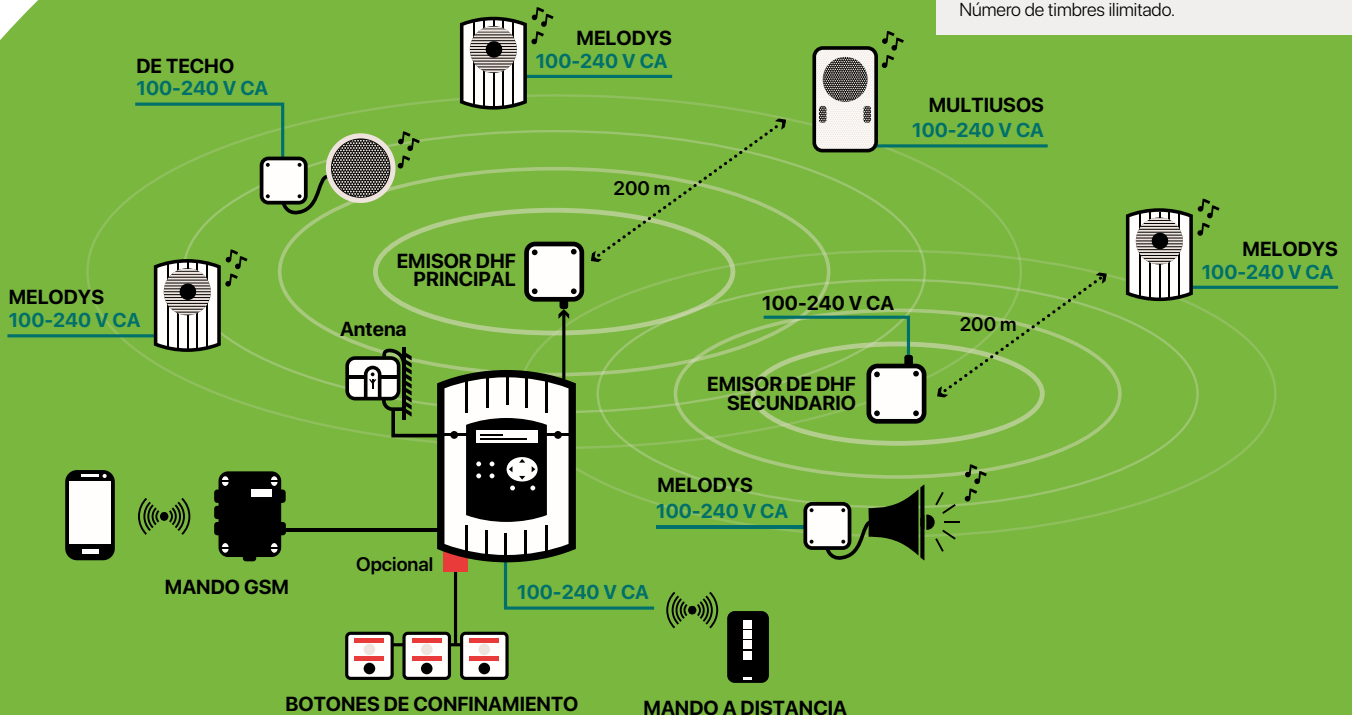 Número de timbres ilimitado.
MELODYS
100-240 V CA
DE TECHO
100-240 V CA
MULTIUSOS
100-240 V CA
200 m
EMISOR DHF
PRINCIPAL
MELODYS
100-240 V CA
MELODYS
100-240 V CA
100-240 V CA
200 m
Antena
EMISOR DE DHF
SECUNDARIO
MELODYS
100-240 V CA
Opcional
MANDO GSM
100-240 V CA
BOTONES DE CONFINAMIENTO
MANDO A DISTANCIA